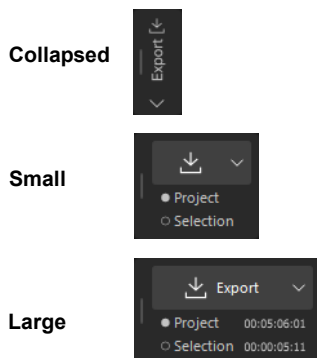 Collapsed
Export
Small
Project
Selection
Large
Export
Project 00:05:06:01
Selection 00:00:05:11